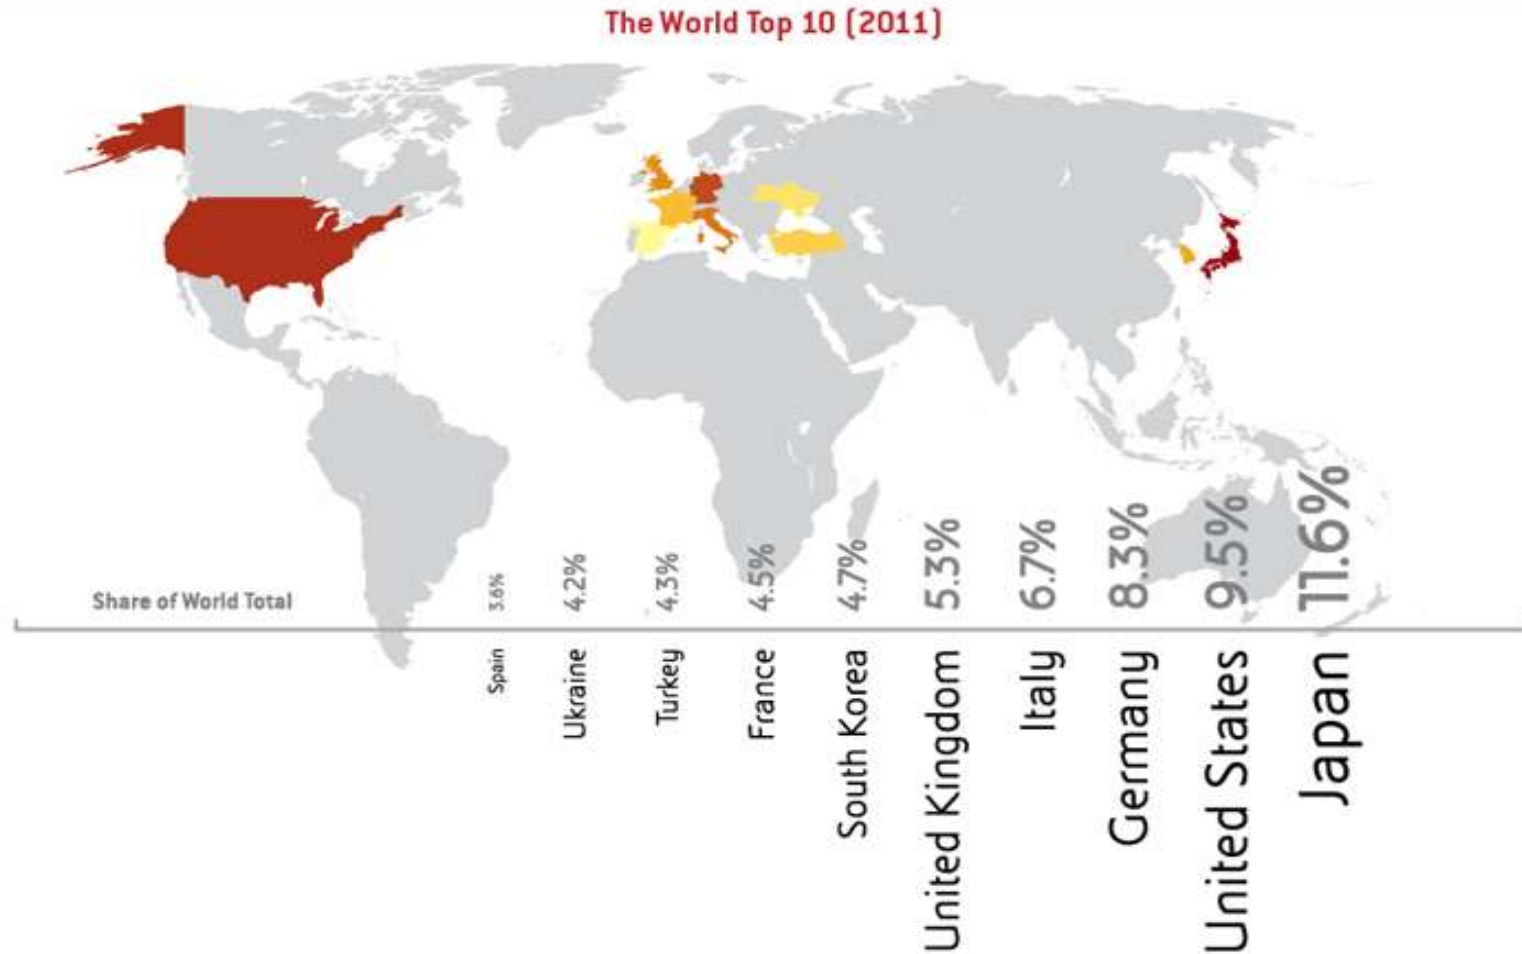 The World Top 10 (2011)
Share of World Total
3.6%
4.2%
4.3%
4.5%
4.7%
5.3%
6.7%
8.3%
9.5%
11.6%
Spain
Ukraine
Turkey
France
South Korea
United Kingdom
Italy
Germany
United States
Japan